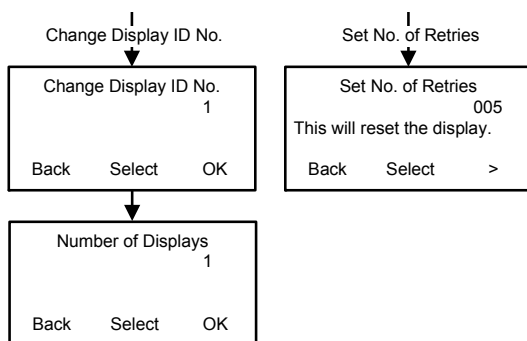 Change Display ID No.
Change Display ID No.
1
Back Select OK
Number of Displays
1
Back Select OK
Set No. of Retries
Set No. of Retries
005
This will reset the display.
Back Select >